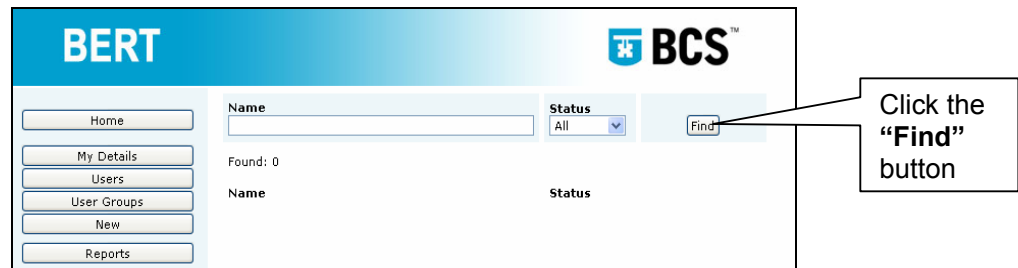 BERT
BCS™
Name
Status
Home
All
Find
Click the
“Find”
button
My Details
Found: 0
Users
Name
Status
User Groups
New
Reports